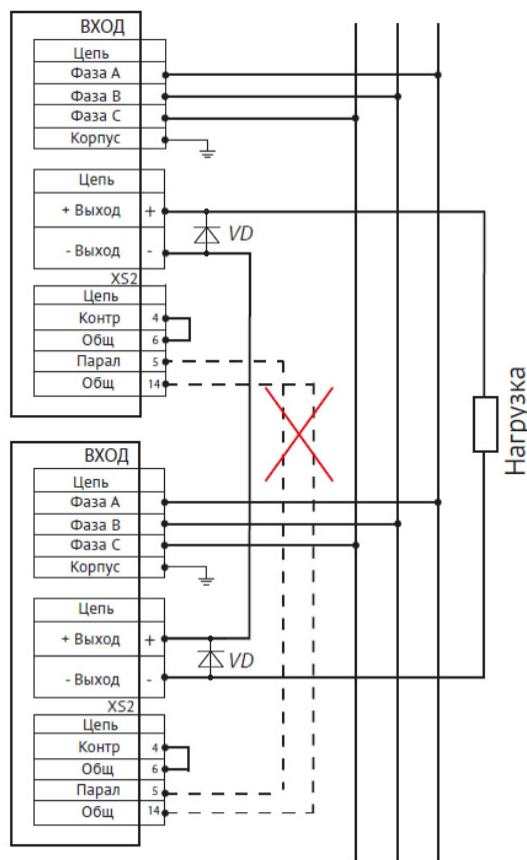 ВХОД
Цепь
Фаза А
Фаза В
Фаза С
Корпус
Цепь
+ Выход +
- Выход -
VD
XS2
Цепь
Контр 4
Общ 6
Парал 5
Общ 14
Нагрузка
ВХОД
Цепь
Фаза А
Фаза В
Фаза С
Корпус
Цепь
+ Выход +
- Выход -
VD
XS2
Цепь
Контр 4
Общ 6
Парал 5
Общ 14